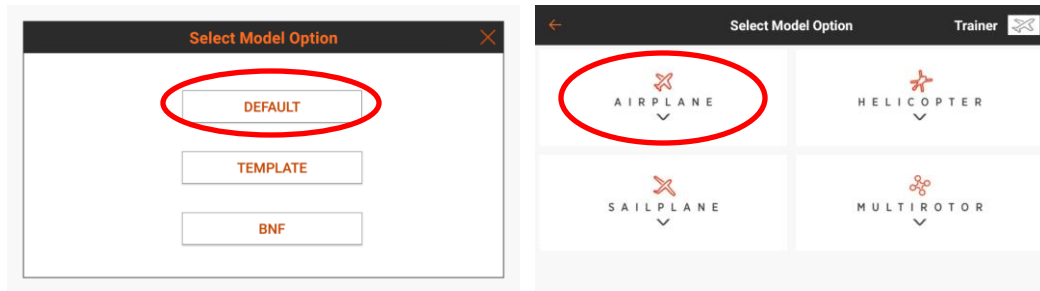 Select Model Option
DEFAULT
TEMPLATE
BNF
Select Model Option Trainer
AIRPLANE
HELICOPTER
SAILPLANE
MULTIROTOR